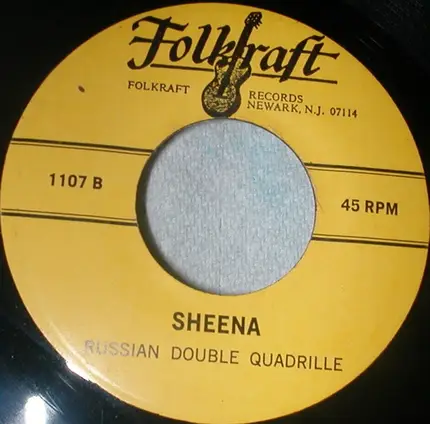 Folkraft
FOLKRAFT RECORDS
NEWARK, N.J. 07114
1107 B
45 RPM
SHEENA
RUSSIAN DOUBLE QUADRILLE